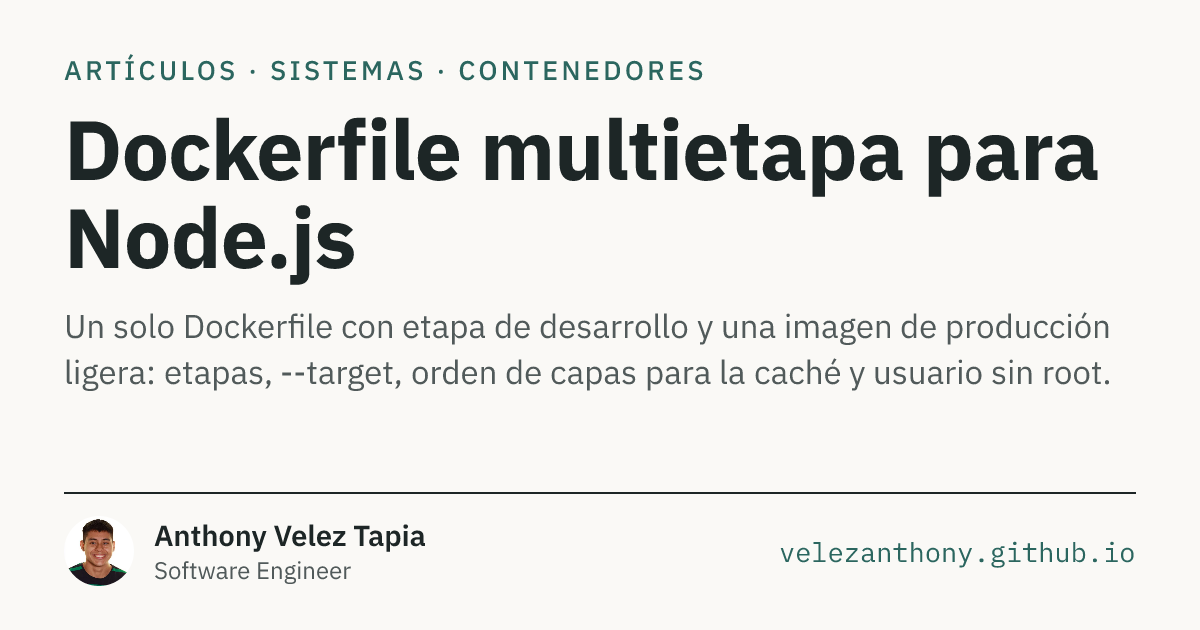 ARTÍCULOS · SISTEMAS · CONTENEDORES
Dockerfile multietapa para
Node.js
Un solo Dockerfile con etapa de desarrollo y una imagen de producción
ligera: etapas, --target, orden de capas para la caché y usuario sin root.
Anthony Velez Tapia
Software Engineer
velezanthony.github.io